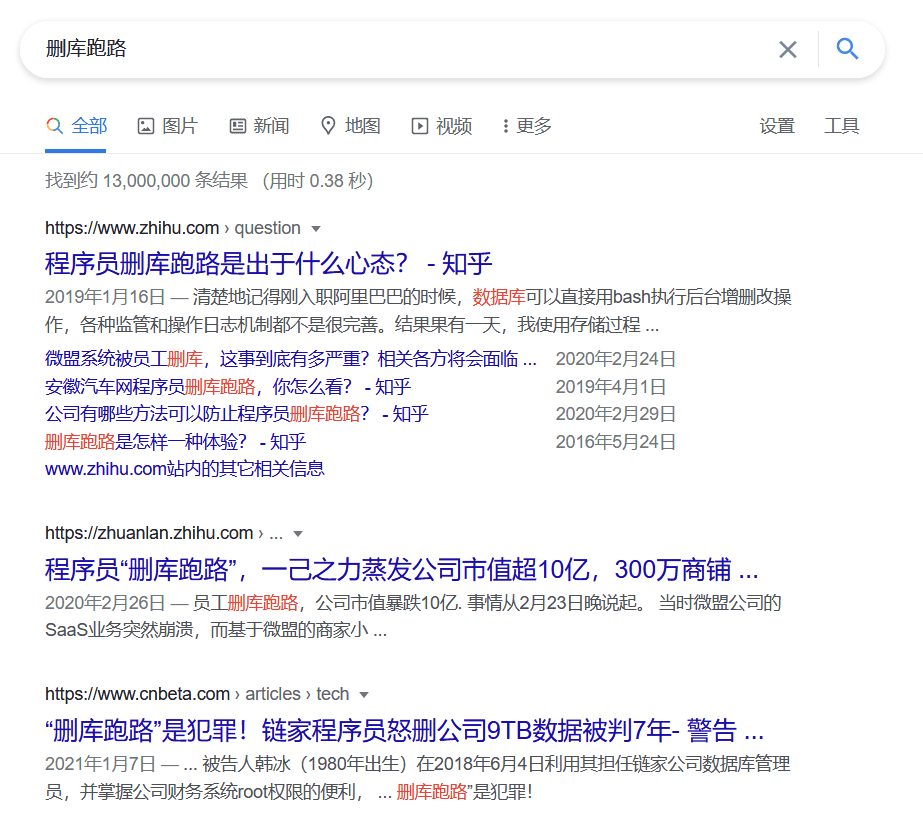 删库跑路
全部 图片 新闻 地图 视频 更多 设置 工具
找到约 13,000,000 条结果 （用时 0.38 秒）
https://www.zhihu.com › question
程序员删库跑路是出于什么心态？ - 知乎
2019年1月16日 — 清楚地记得刚入职阿里巴巴的时候，数据库可以直接用bash执行后台增删改操
作，各种监管和操作日志机制都不是很完善。结果果有一天，我使用存储过程 ...
微盟系统被员工删库，这事到底有多严重？相关各方将会面临 ... 2020年2月24日
安徽汽车网程序员删库跑路，你怎么看？ - 知乎 2019年4月1日
公司有哪些方法可以防止程序员删库跑路？ - 知乎 2020年2月29日
删库跑路是怎样一种体验？ - 知乎 2016年5月24日
www.zhihu.com站内的其它相关信息
https://zhuanlan.zhihu.com › ...
程序员“删库跑路”，一己之力蒸发公司市值超10亿，300万商铺 ...
2020年2月26日 — 员工删库跑路，公司市值暴跌10亿. 事情从2月23日晚说起。 当时微盟公司的
SaaS业务突然崩溃，而基于微盟的商家小 ...
https://www.cnbeta.com › articles › tech
“删库跑路”是犯罪！链家程序员怒删公司9TB数据被判7年- 警告 ...
2021年1月7日 — ... 被告人韩冰（1980年出生）在2018年6月4日利用其担任链家公司数据库管理
员，并掌握公司财务系统root权限的便利， ... 删库跑路”是犯罪！